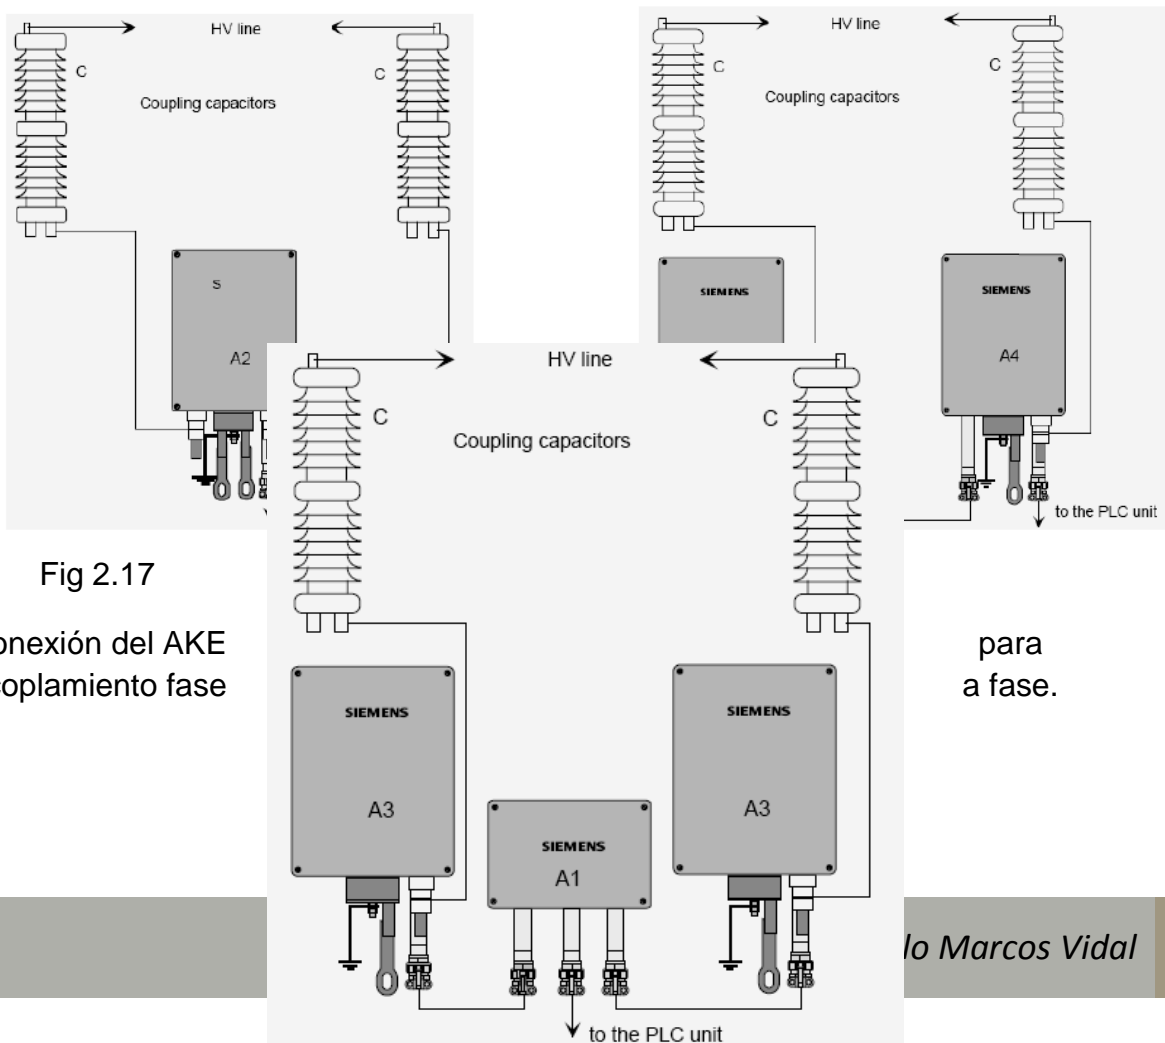 HV line
C
C
Coupling capacitors
S
A2
HV line
C
C
Coupling capacitors
SIEMENS
SIEMENS
A4
to the PLC unit
HV line
C
C
Coupling capacitors
SIEMENS
A3
SIEMENS
A3
SIEMENS
A1
to the PLC unit
Fig 2.17
onexión del AKE para
coplamiento fase a fase.
lo Marcos Vidal